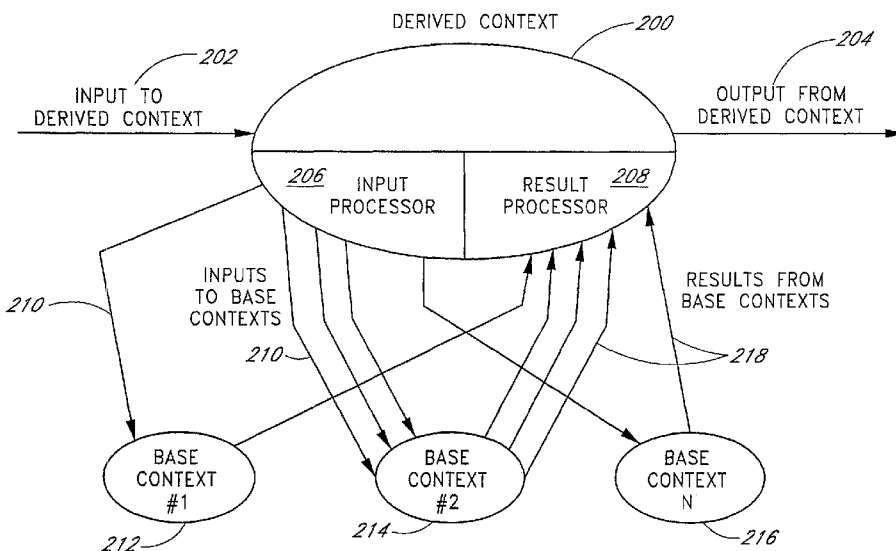 DERIVED CONTEXT
200
202
204
INPUT TO
DERIVED CONTEXT
OUTPUT FROM
DERIVED CONTEXT
206
INPUT
PROCESSOR
RESULT
PROCESSOR
208
210
INPUTS
TO BASE
CONTEXTS
210
RESULTS FROM
BASE CONTEXTS
218
BASE
CONTEXT
#1
212
BASE
CONTEXT
#2
214
BASE
CONTEXT
N
216